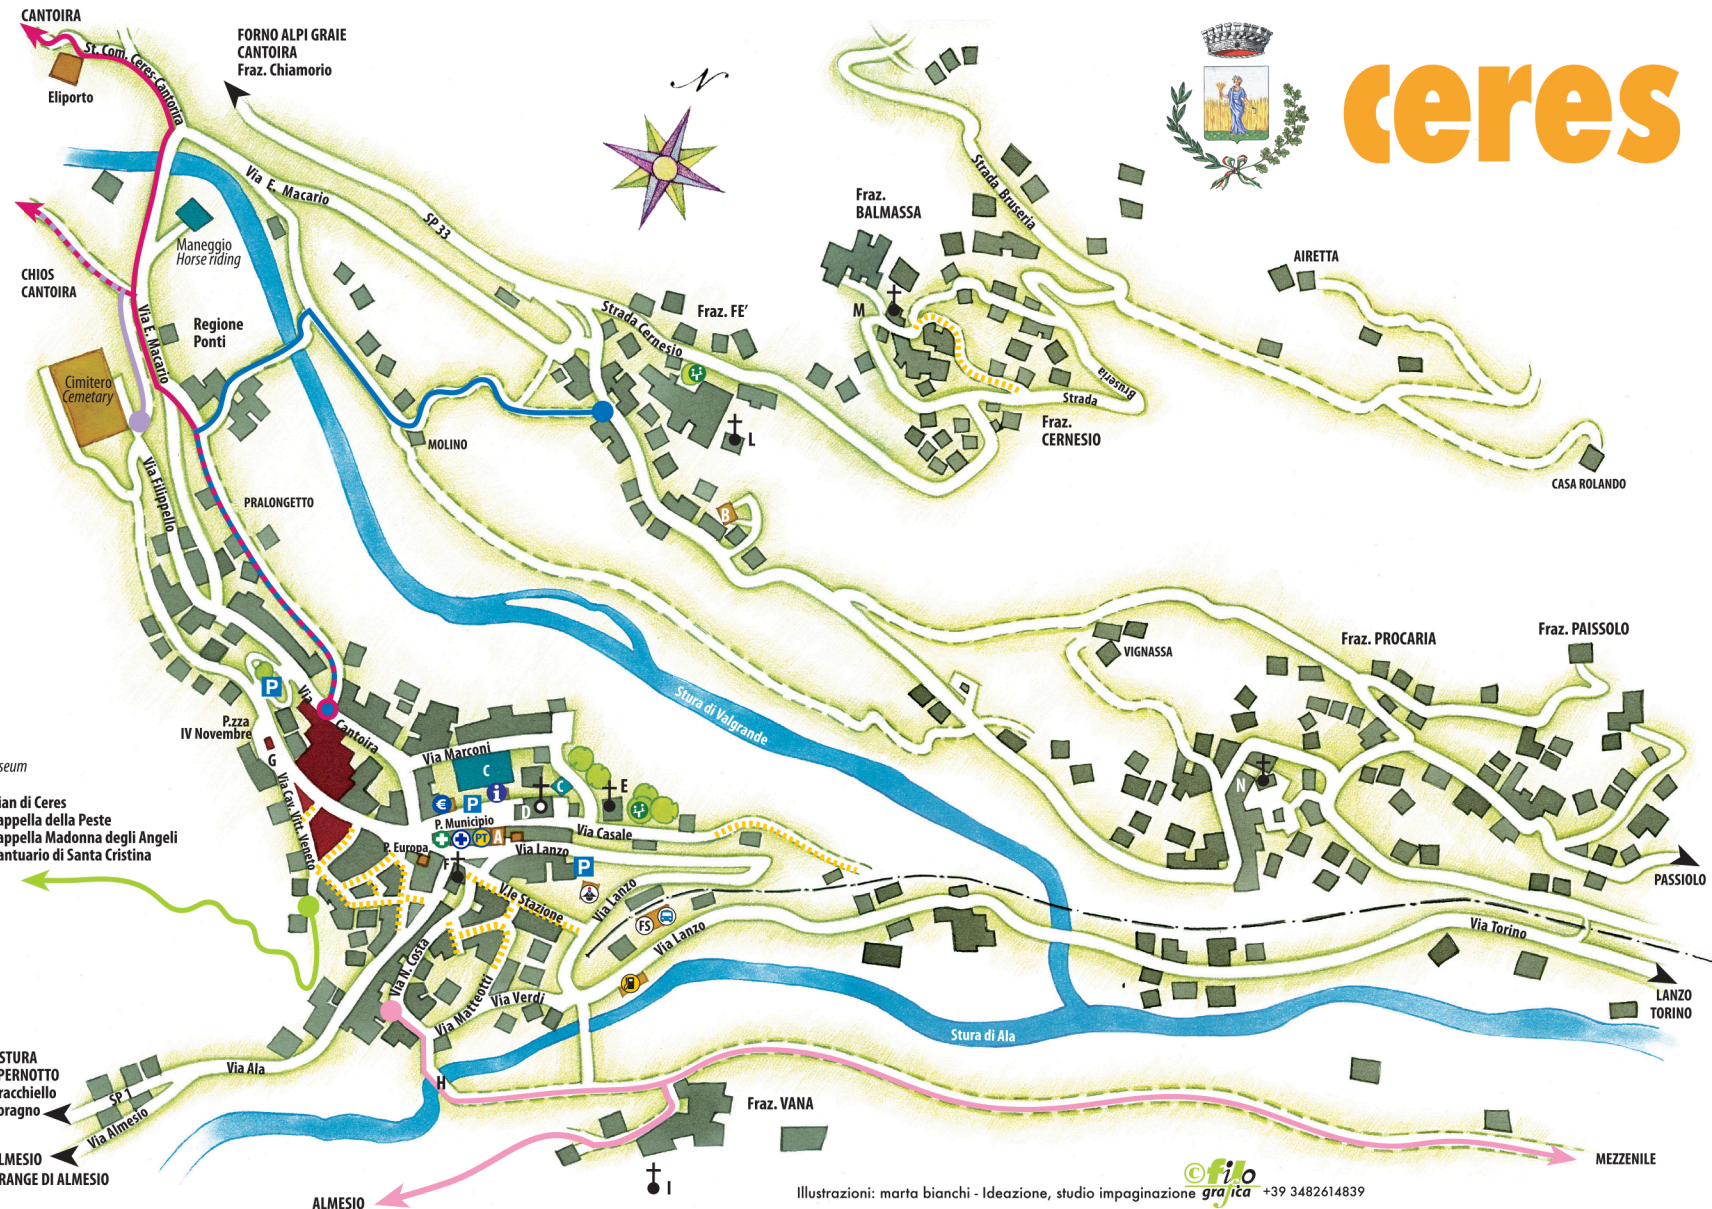 CANTOIRA
St. Com. Ceres-Cantorira
Eliporto
FORNO ALPI GRAIE
CANTOIRA
Fraz. Chiamorio
N
ceres
Via E. Macario
SP 33
Strada Bruseria
Fraz.
BALMASSA
Maneggio
Horse riding
AIRETTA
CHIOS
CANTOIRA
Via E. Macario
Regione
Ponti
Strada Cernesio
Fraz. FE'
M
Cimitero
Cemetary
Strada
Bruseria
Fraz.
CERNESIO
MOLINO
L
CASA ROLANDO
Via Filippello
PRALONGETTO
B
Fraz. PROCARIA
Fraz. PAISSOLO
VIGNASSA
P
Stura di Valgrande
P.zza
IV Novembre
Via Cantoira
G
Via Marconi
C
C
i
E
N
€
P
D
P. Municipio
Via Casale
PT
A
P. Europa
Via Lanzo
F
P
Via Cav. Vitt. Veneto
V.le Stazione
Via Lanzo
FS
Via Lanzo
PASSIOLO
Via Torino
seum
ian di Ceres
appella della Peste
appella Madonna degli Angeli
antuario di Santa Cristina
Via N. Costa
Via Matteotti
Via Verdi
LANZO
TORINO
Stura di Ala
STURA
PERNOTTO
racchiello
oragno
SP 1
Via Ala
Via Almesio
H
Fraz. VANA
LMESIO
RANGE DI ALMESIO
MEZZENILE
I
ALMESIO
Illustrazioni: marta bianchi - Ideazione, studio impaginazione © filo grafica +39 3482614839